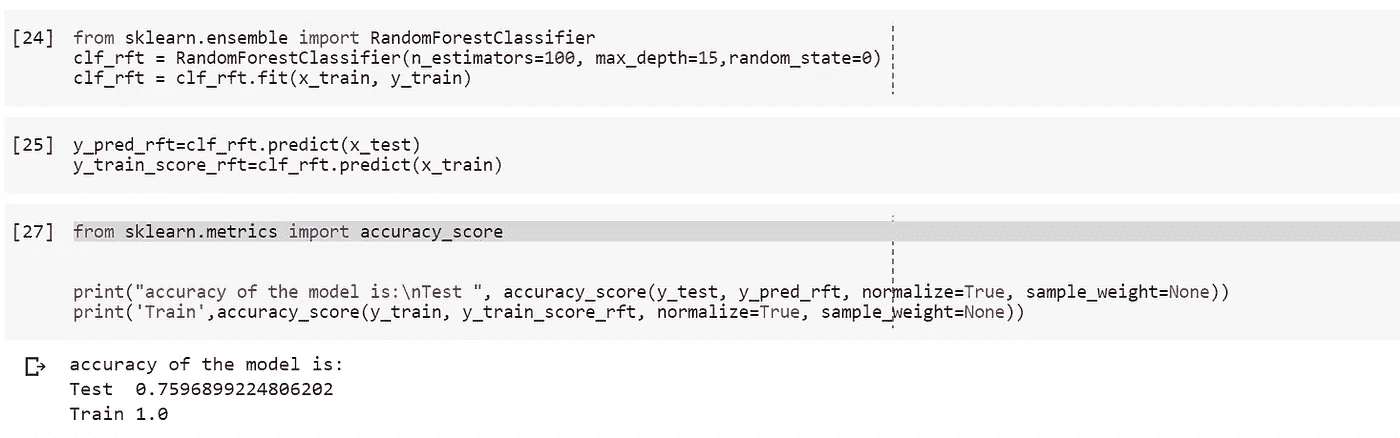 [24] from sklearn.ensemble import RandomForestClassifier
clf_rft = RandomForestClassifier(n_estimators=100, max_depth=15,random_state=0)
clf_rft = clf_rft.fit(x_train, y_train)
[25] y_pred_rft=clf_rft.predict(x_test)
y_train_score_rft=clf_rft.predict(x_train)
[27] from sklearn.metrics import accuracy_score
print("accuracy of the model is:\nTest ", accuracy_score(y_test, y_pred_rft, normalize=True, sample_weight=None))
print('Train',accuracy_score(y_train, y_train_score_rft, normalize=True, sample_weight=None))
accuracy of the model is:
Test  0.7596899224806202
Train 1.0